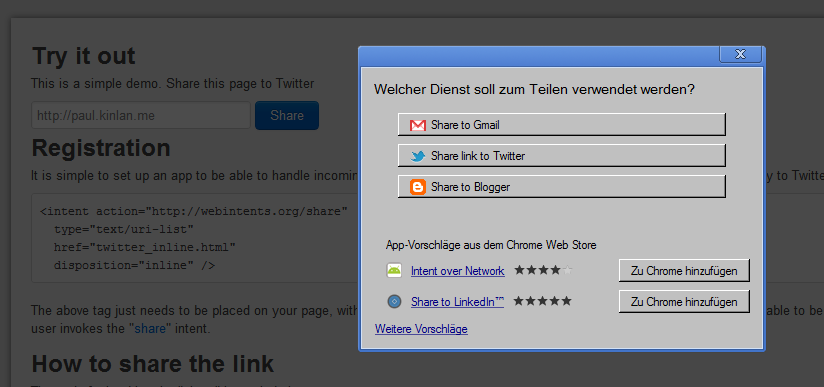 Try it out
This is a simple demo. Share this page to Twitter
http://paul.kinlan.me
Share
Registration
It is simple to set up an app to be able to handle
to Twitter
<intent action="http://webintents.org/share"
type="text/uri-list"
href="twitter_inline.html"
disposition="inline" />
The above tag just needs to be placed on your page,
able to be
user invokes the "share" intent.
How to share the link
Welcher Dienst soll zum Teilen verwendet werden?
Share to Gmail
Share link to Twitter
Share to Blogger
App-Vorschläge aus dem Chrome Web Store
Intent over Network
Zu Chrome hinzufügen
Share to LinkedIn™
Zu Chrome hinzufügen
Weitere Vorschläge